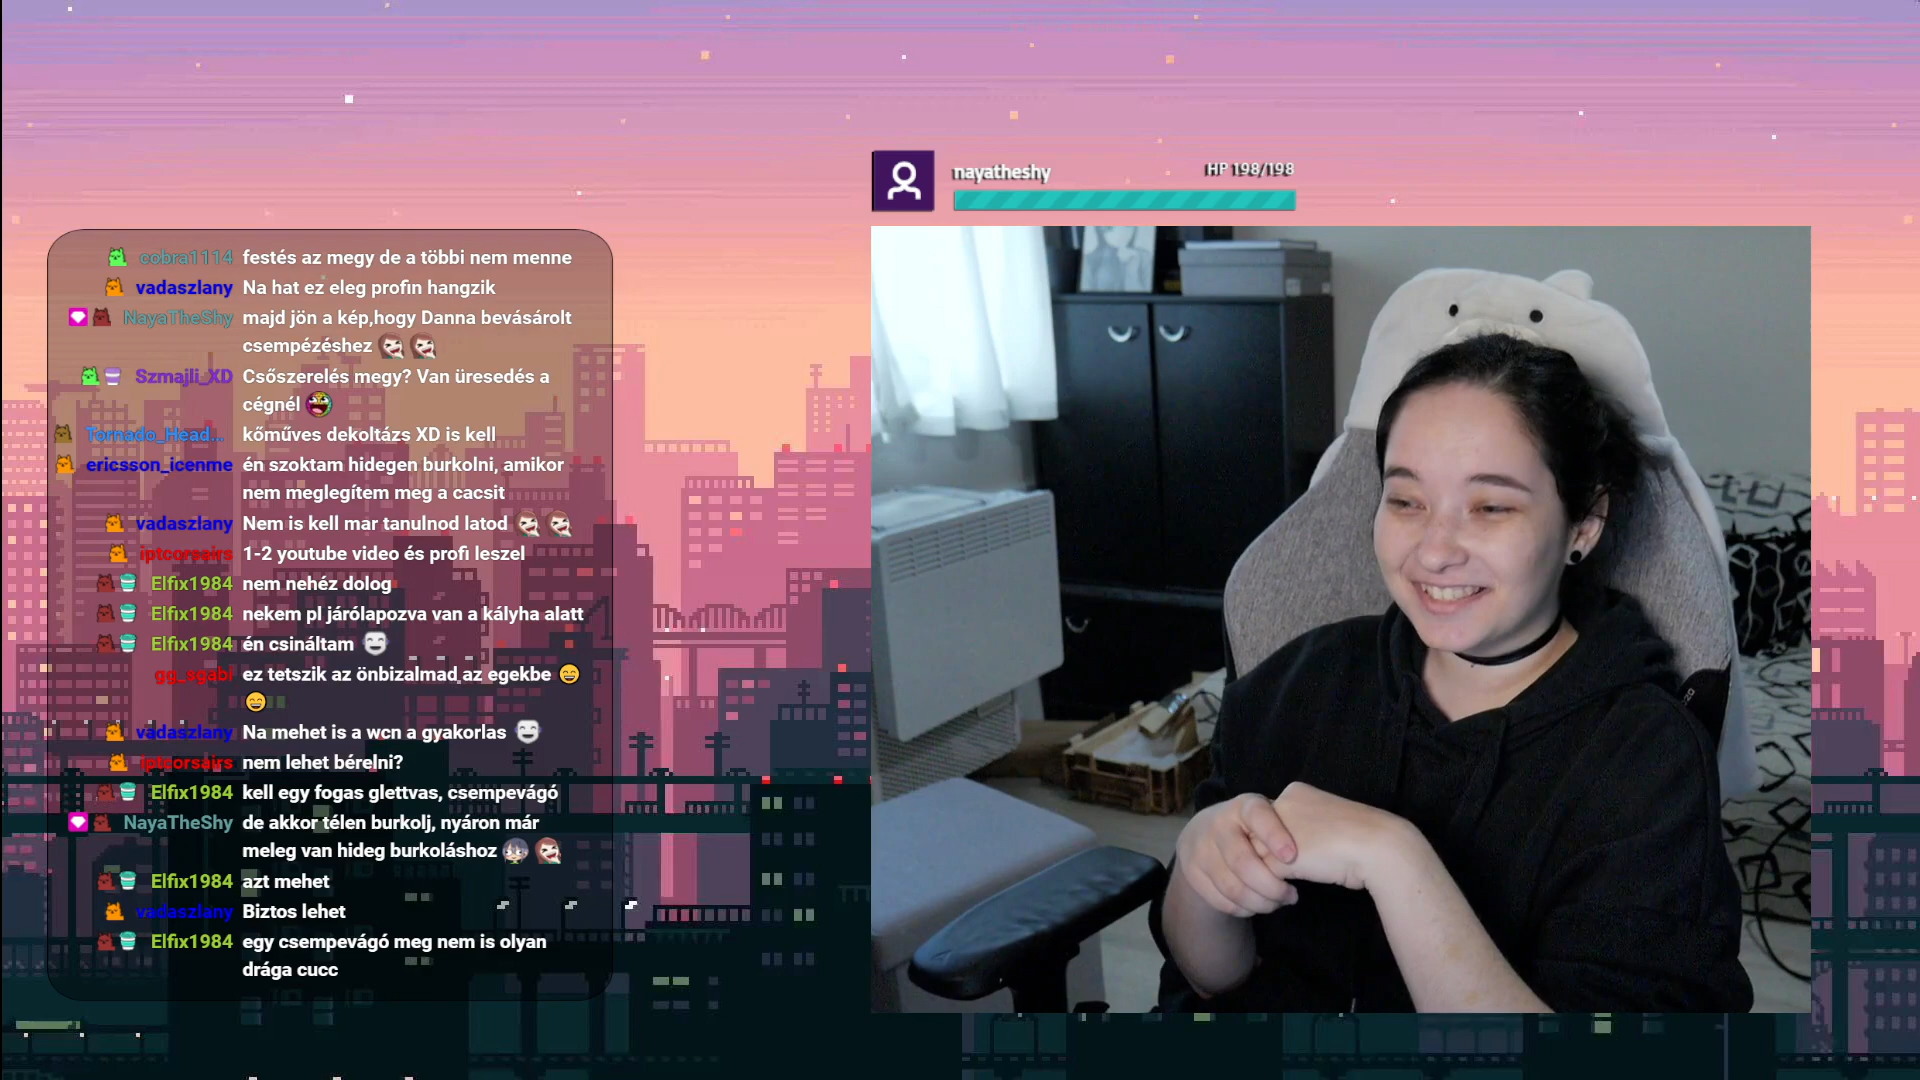 nayatheshy
HP 198/198
cobra1114 festés az megy de a többi nem menne
vadaszlany Na hat ez eleg profin hangzik
NayaTheShy majd jön a kép,hogy Danna bevásárolt
csempézéshez
Szmajli_XD Csőszerelés megy? Van üresedés a
cégnél
Tornado_Head... kőműves dekoltázs XD is kell
ericsson_icenme én szoktam hidegen burkolni, amikor
nem meglegítem meg a cacsit
vadaszlany Nem is kell mar tanulnod latod
iptcorsairs 1-2 youtube video és profi leszel
Elfix1984 nem nehéz dolog
Elfix1984 nekem pl járólapozva van a kályha alatt
Elfix1984 én csináltam
gg_sgabi ez tetszik az önbizalmad az egekbe
vadaszlany Na mehet is a wcn a gyakorlas
iptcorsairs nem lehet bérelni?
Elfix1984 kell egy fogas glettvas, csempevágó
NayaTheShy de akkor télen burkolj, nyáron már
meleg van hideg burkoláshoz
Elfix1984 azt mehet
vadaszlany Biztos lehet
Elfix1984 egy csempevágó meg nem is olyan
drága cucc